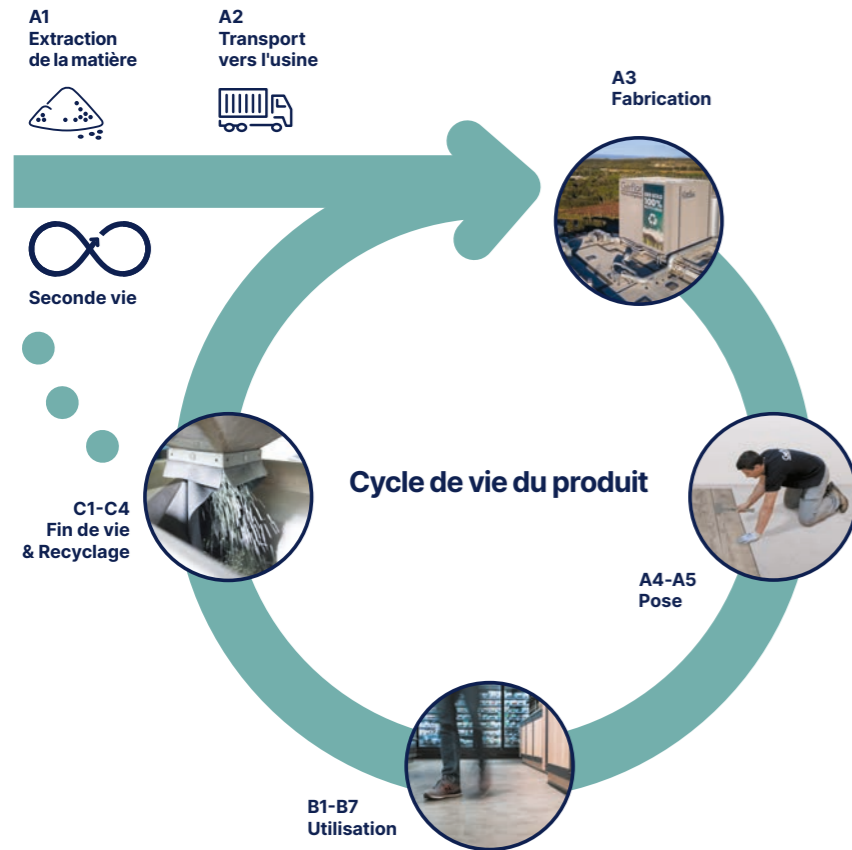 A1
Extraction
de la matière
A2
Transport
vers l'usine
A3
Fabrication
Seconde vie
Cycle de vie du produit
C1-C4
Fin de vie
& Recyclage
A4-A5
Pose
B1-B7
Utilisation
100%